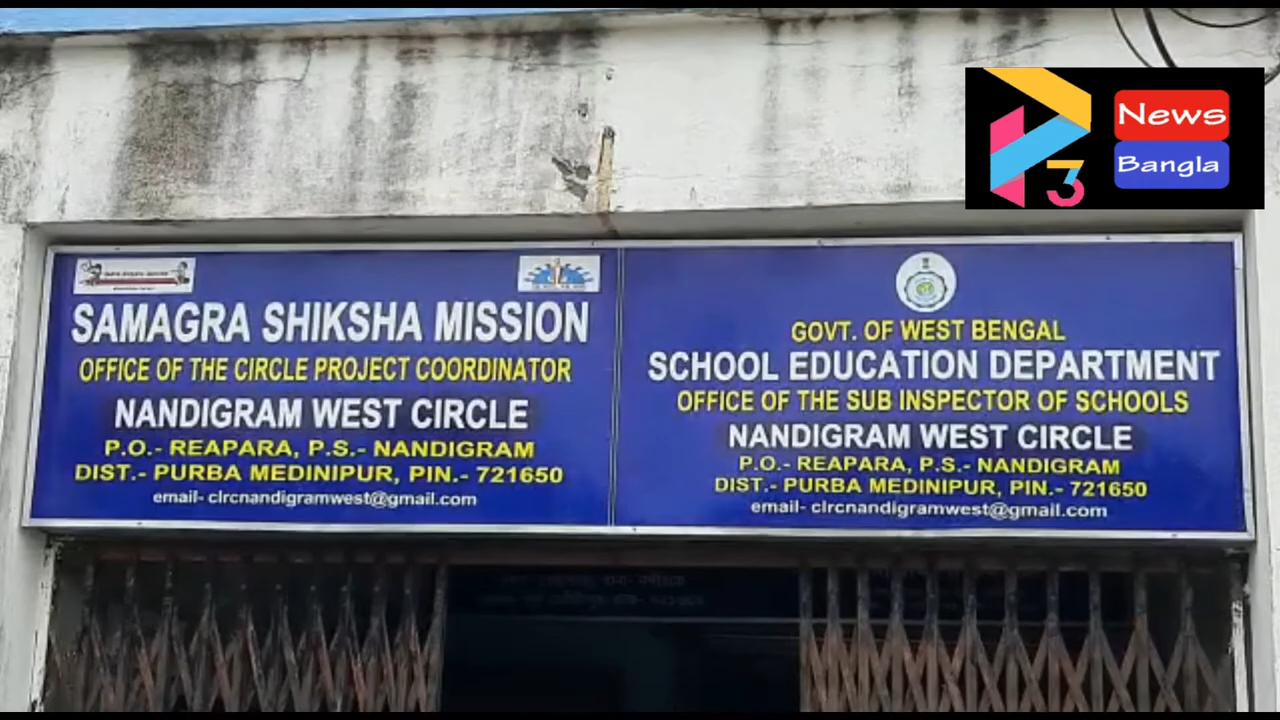 SAMAGRA SHIKSHA MISSION
OFFICE OF THE CIRCLE PROJECT COORDINATOR
NANDIGRAM WEST CIRCLE
P.O.- REAPARA, P.S.- NANDIGRAM
DIST.- PURBA MEDINIPUR, PIN.- 721650
email- clrcnandigramwest@gmail.com
GOVT. OF WEST BENGAL
SCHOOL EDUCATION DEPARTMENT
OFFICE OF THE SUB INSPECTOR OF SCHOOLS
NANDIGRAM WEST CIRCLE
P.O.- REAPARA, P.S.- NANDIGRAM
DIST.- PURBA MEDINIPUR, PIN.- 721650
email- clrcnandigramwest@gmail.com
3
News
Bangla